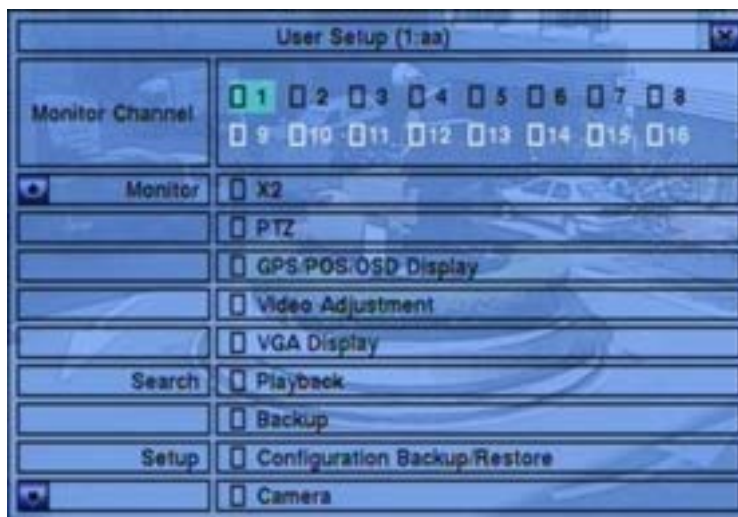 User Setup (1:aa)
Monitor Channel
1 2 3 4 5 6 7 8
9 10 11 12 13 14 15 16
Monitor X2
PTZ
GPS/POS/OSD Display
Video Adjustment
VGA Display
Search Playback
Backup
Setup Configuration Backup/Restore
Camera